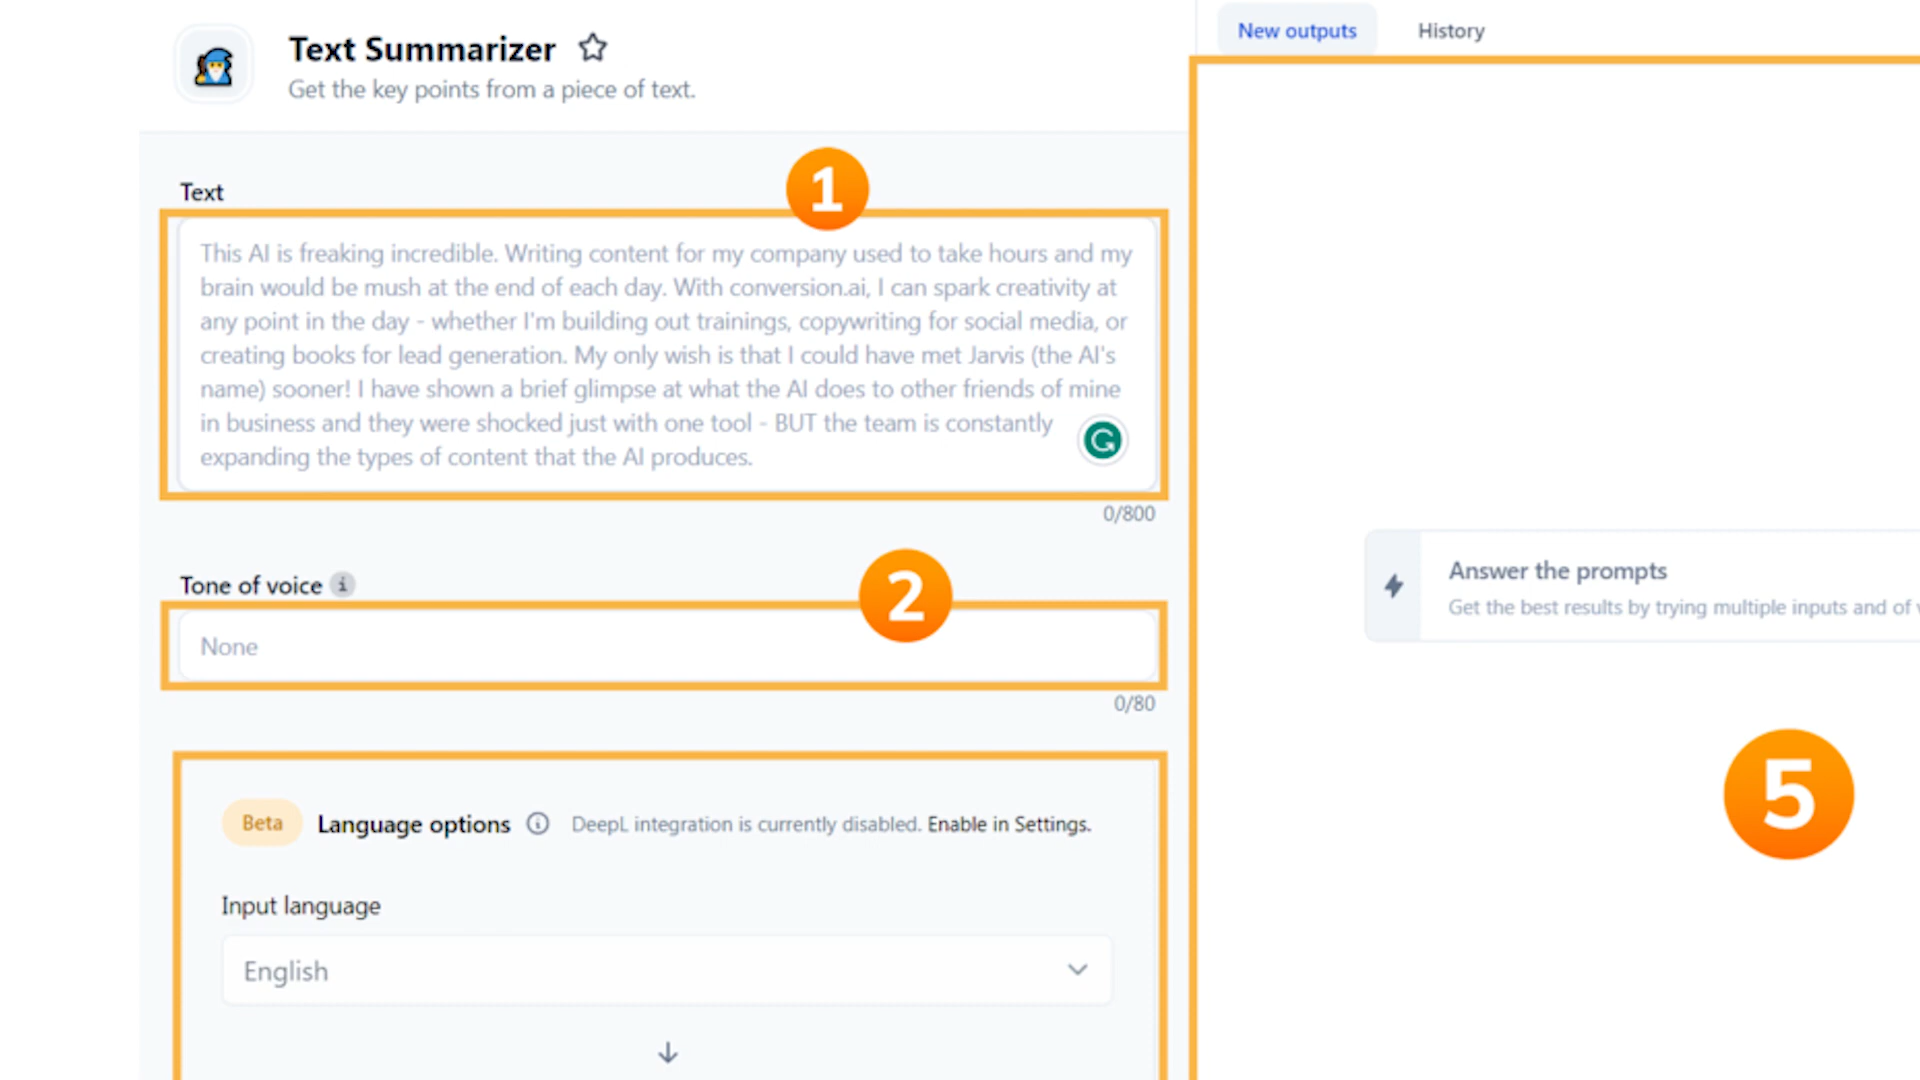 Text Summarizer
Get the key points from a piece of text.
New outputs
History
Text
1
This AI is freaking incredible. Writing content for my company used to take hours and my
brain would be mush at the end of each day. With conversion.ai, I can spark creativity at
any point in the day - whether I'm building out trainings, copywriting for social media, or
creating books for lead generation. My only wish is that I could have met Jarvis (the AI's
name) sooner! I have shown a brief glimpse at what the AI does to other friends of mine
in business and they were shocked just with one tool - BUT the team is constantly
expanding the types of content that the AI produces.
0/800
Tone of voice
2
None
0/80
Beta
Language options
DeepL integration is currently disabled. Enable in Settings.
Input language
English
Answer the prompts
Get the best results by trying multiple inputs and of
5